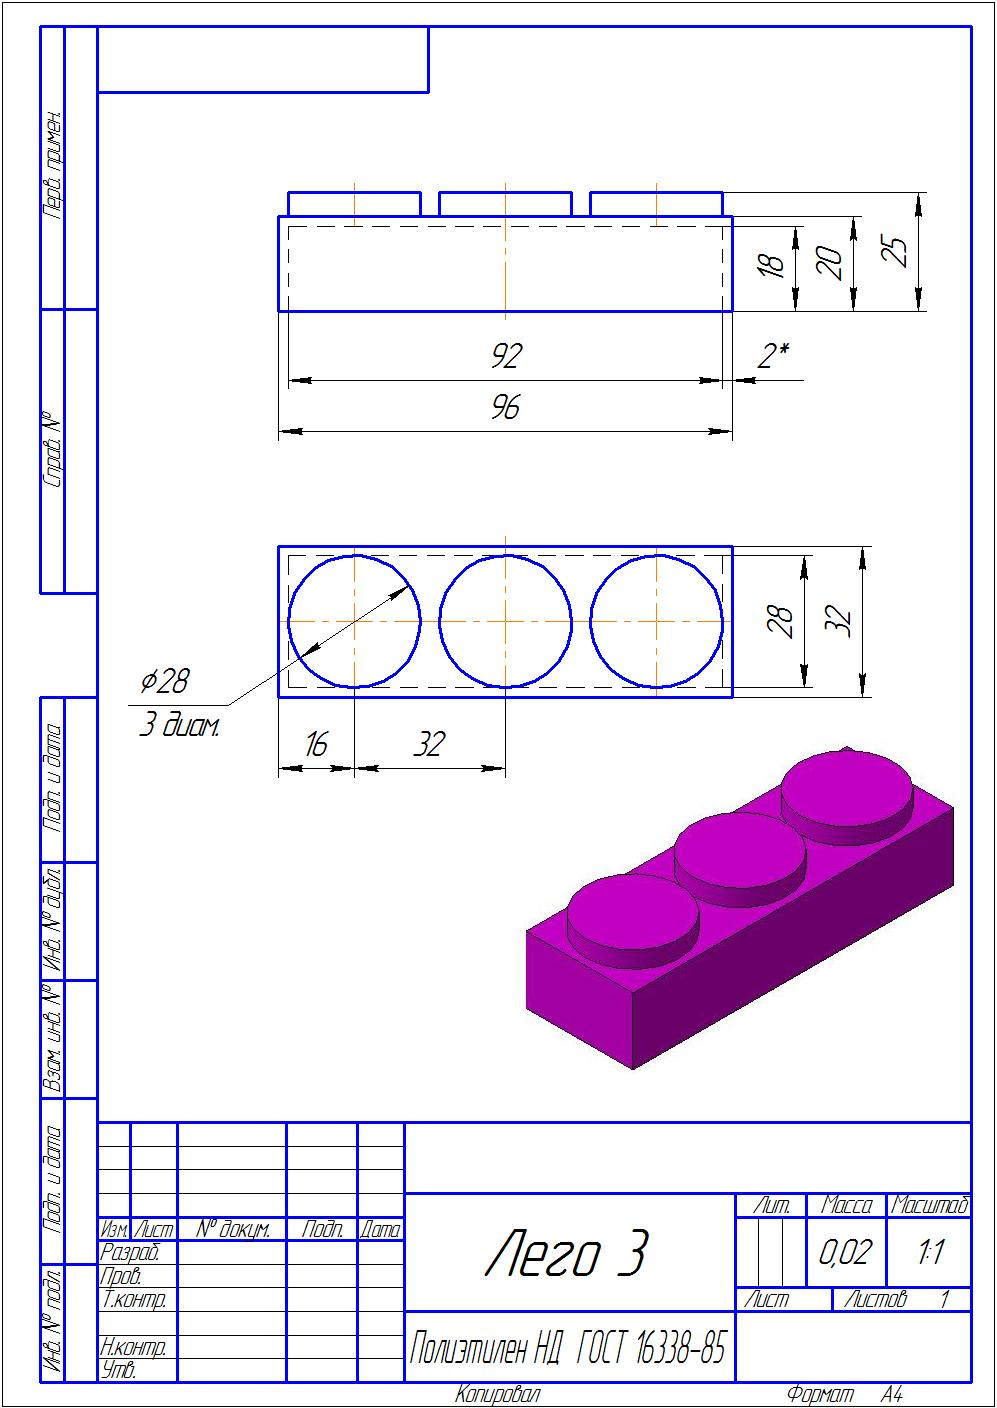 Перв. примен.
Справ. №
Подп. и дата
Инв. № дубл.
Взам. инв. №
Подп. и дата
Инв. № подл.
18
20
25
92
2*
96
⌀28
3 диам.
28
32
16
32
Изм.
Лист
№ докум.
Подп.
Дата
Разраб.
Пров.
Т.контр.
Н.контр.
Утв.
Лего 3
Лит.
Масса
Масштаб
0,02
1:1
Лист
Листов 1
Полиэтилен НД ГОСТ 16338-85
Копировал
Формат А4